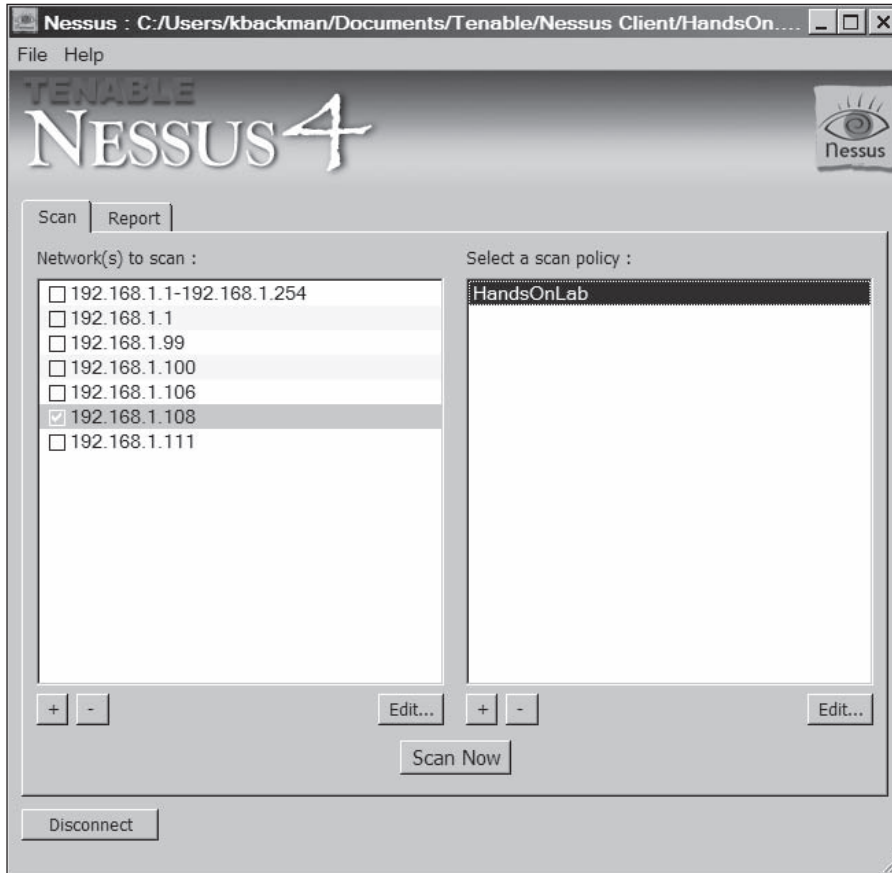 Nessus : C:/Users/kbackman/Documents/Tenable/Nessus Client/HandsOn....
File Help
TENABLE
NESSUS 4
Nessus
Scan Report
Network(s) to scan :
192.168.1.1-192.168.1.254
192.168.1.1
192.168.1.99
192.168.1.100
192.168.1.106
192.168.1.108
192.168.1.111
+ - Edit...
Select a scan policy :
HandsOnLab
+ - Edit...
Scan Now
Disconnect